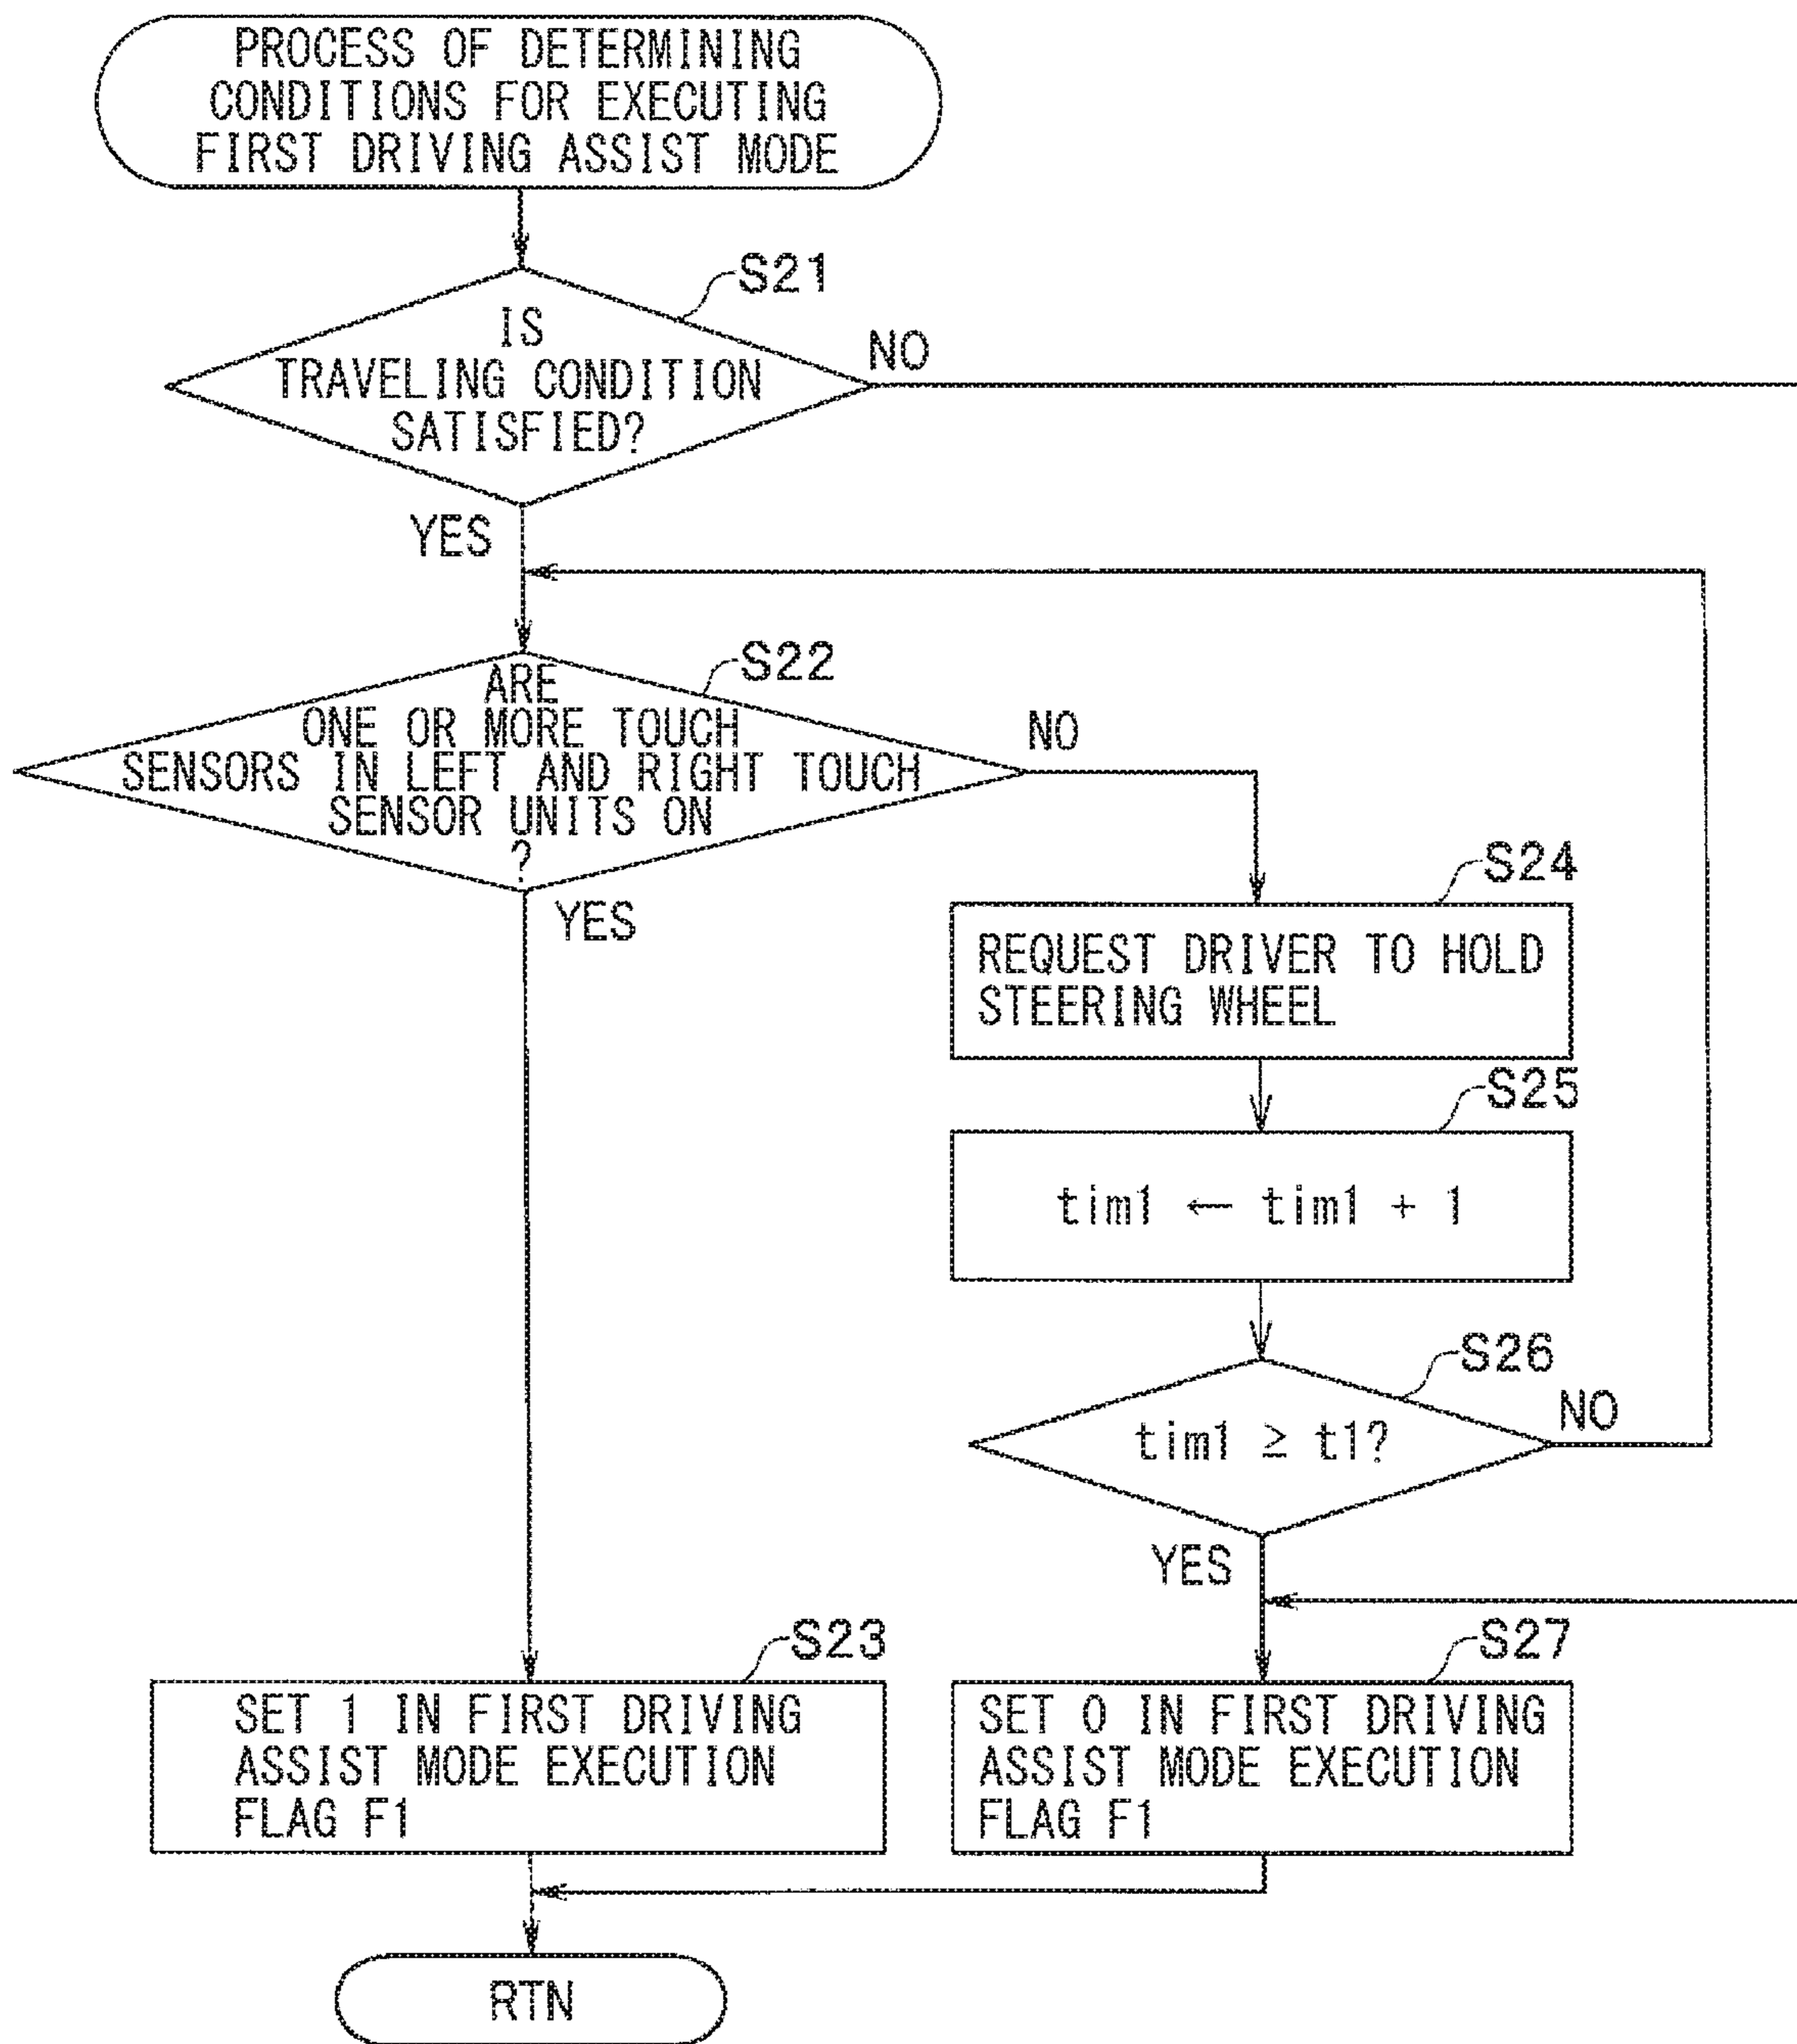 PROCESS OF DETERMINING
CONDITIONS FOR EXECUTING
FIRST DRIVING ASSIST MODE
S21
IS
TRAVELING CONDITION
SATISFIED?
NO
YES
S22
ARE
ONE OR MORE TOUCH
SENSORS IN LEFT AND RIGHT TOUCH
SENSOR UNITS ON
?
NO
YES
S24
REQUEST DRIVER TO HOLD
STEERING WHEEL
S25
tim1 ← tim1 + 1
S26
tim1 ≥ t1?
NO
YES
S23
SET 1 IN FIRST DRIVING
ASSIST MODE EXECUTION
FLAG F1
S27
SET 0 IN FIRST DRIVING
ASSIST MODE EXECUTION
FLAG F1
RTN